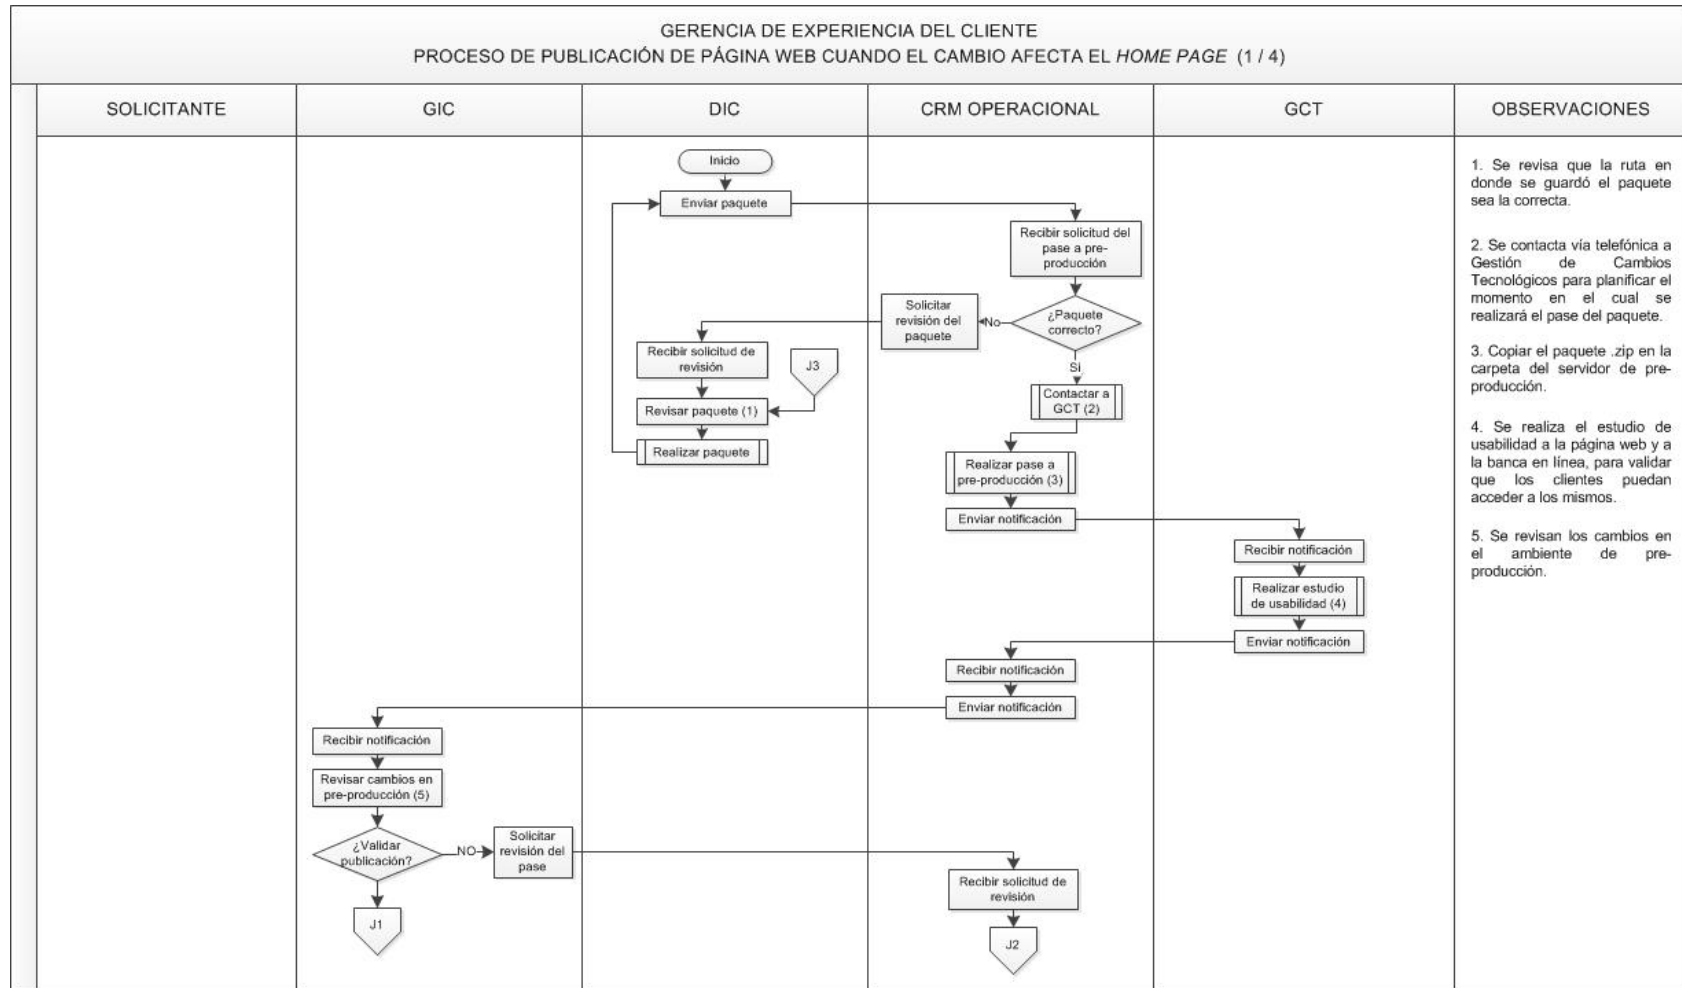 GERENCIA DE EXPERIENCIA DEL CLIENTE
PROCESO DE PUBLICACIÓN DE PÁGINA WEB CUANDO EL CAMBIO AFECTA EL HOME PAGE (1 / 4)
SOLICITANTE
GIC
DIC
CRM OPERACIONAL
GCT
OBSERVACIONES
Inicio
Enviar paquete
Recibir solicitud del
pase a pre-
producción
¿Paquete
correcto?
No
Solicitar
revisión del
paquete
Recibir solicitud de
revisión
J3
Revisar paquete (1)
Realizar paquete
Si
Contactar a
GCT (2)
Realizar pase a
pre-producción (3)
Enviar notificación
Recibir notificación
Realizar estudio
de usabilidad (4)
Enviar notificación
Recibir notificación
Enviar notificación
Recibir notificación
Revisar cambios en
pre-producción (5)
¿Validar
publicación?
NO
Solicitar
revisión del
pase
Recibir solicitud de
revisión
J1
J2
1. Se revisa que la ruta en
donde se guardó el paquete
sea la correcta.
2. Se contacta vía telefónica a
Gestión de Cambios
Tecnológicos para planificar el
momento en el cual se
realizará el pase del paquete.
3. Copiar el paquete .zip en la
carpeta del servidor de pre-
producción.
4. Se realiza el estudio de
usabilidad a la página web y a
la banca en línea, para validar
que los clientes puedan
acceder a los mismos.
5. Se revisan los cambios en
el ambiente de pre-
producción.